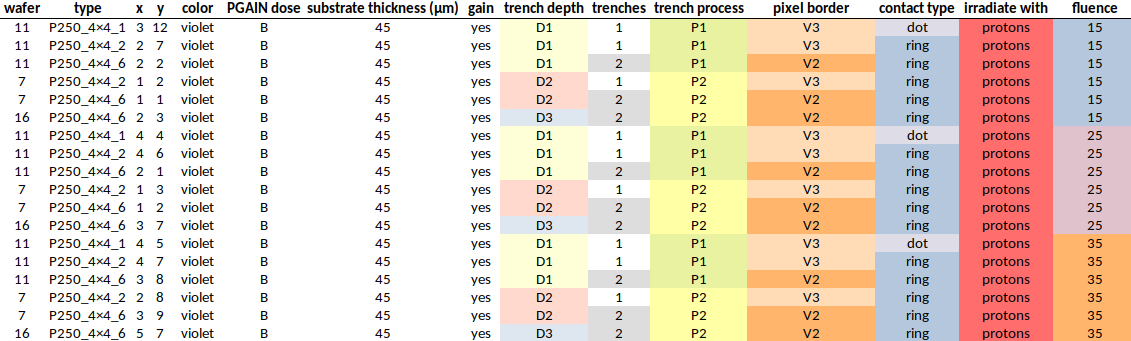 wafer type x y color PGAIN dose substrate thickness (µm) gain trench depth trenches trench process pixel border contact type irradiate with fluence
11 P250_4×4_1 3 12 violet B 45 yes D1 1 P1 V3 dot protons 15
11 P250_4×4_2 2 7 violet B 45 yes D1 1 P1 V3 ring protons 15
11 P250_4×4_6 2 2 violet B 45 yes D1 2 P1 V2 ring protons 15
7 P250_4×4_2 1 2 violet B 45 yes D2 1 P2 V3 ring protons 15
7 P250_4×4_6 1 1 violet B 45 yes D2 2 P2 V2 ring protons 15
16 P250_4×4_6 2 3 violet B 45 yes D3 2 P2 V2 ring protons 15
11 P250_4×4_1 4 4 violet B 45 yes D1 1 P1 V3 dot protons 25
11 P250_4×4_2 4 6 violet B 45 yes D1 1 P1 V3 ring protons 25
11 P250_4×4_6 2 1 violet B 45 yes D1 2 P1 V2 ring protons 25
7 P250_4×4_2 1 3 violet B 45 yes D2 1 P2 V3 ring protons 25
7 P250_4×4_6 1 2 violet B 45 yes D2 2 P2 V2 ring protons 25
16 P250_4×4_6 3 7 violet B 45 yes D3 2 P2 V2 ring protons 25
11 P250_4×4_1 4 5 violet B 45 yes D1 1 P1 V3 dot protons 35
11 P250_4×4_2 4 7 violet B 45 yes D1 1 P1 V3 ring protons 35
11 P250_4×4_6 3 8 violet B 45 yes D1 2 P1 V2 ring protons 35
7 P250_4×4_2 2 8 violet B 45 yes D2 1 P2 V3 ring protons 35
7 P250_4×4_6 3 9 violet B 45 yes D2 2 P2 V2 ring protons 35
16 P250_4×4_6 5 7 violet B 45 yes D3 2 P2 V2 ring protons 35